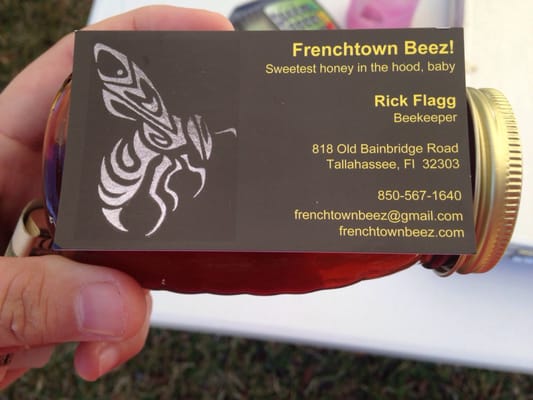 Frenchtown Beez!
Sweetest honey in the hood, baby
Rick Flagg
Beekeeper
818 Old Bainbridge Road
Tallahassee, Fl 32303
850-567-1640
frenchtownbeez@gmail.com
frenchtownbeez.com